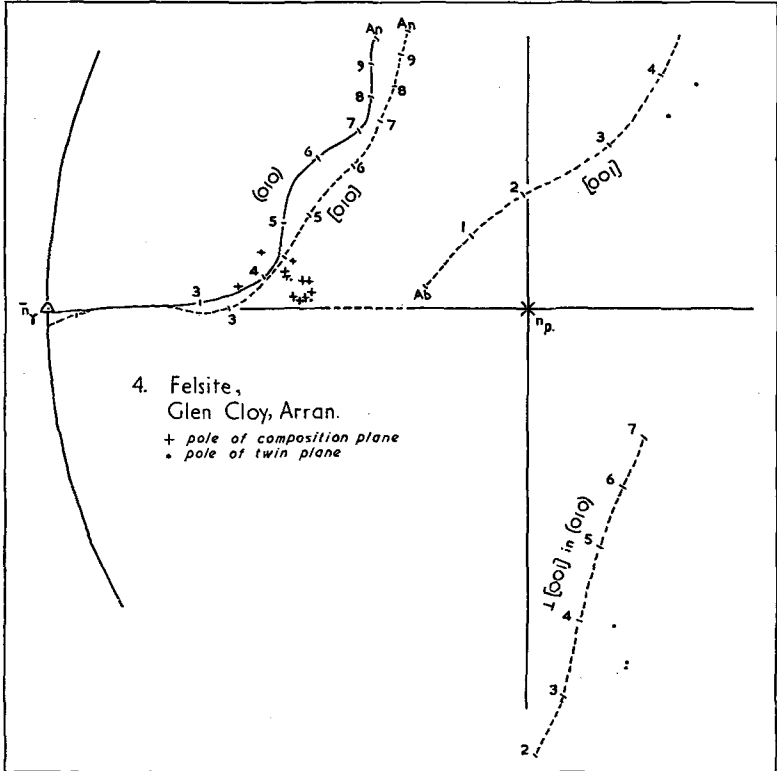 An An
9 9
8 8
7 7
6 6
(010) [010]
5 5
4
3 3
n̄γ
4
3
[001]
2
1
Ab
np.
4. Felsite,
Glen Cloy, Arran.
+ pole of composition plane
• pole of twin plane
7
6
5
⊥ [001] in (010)
4
3
2